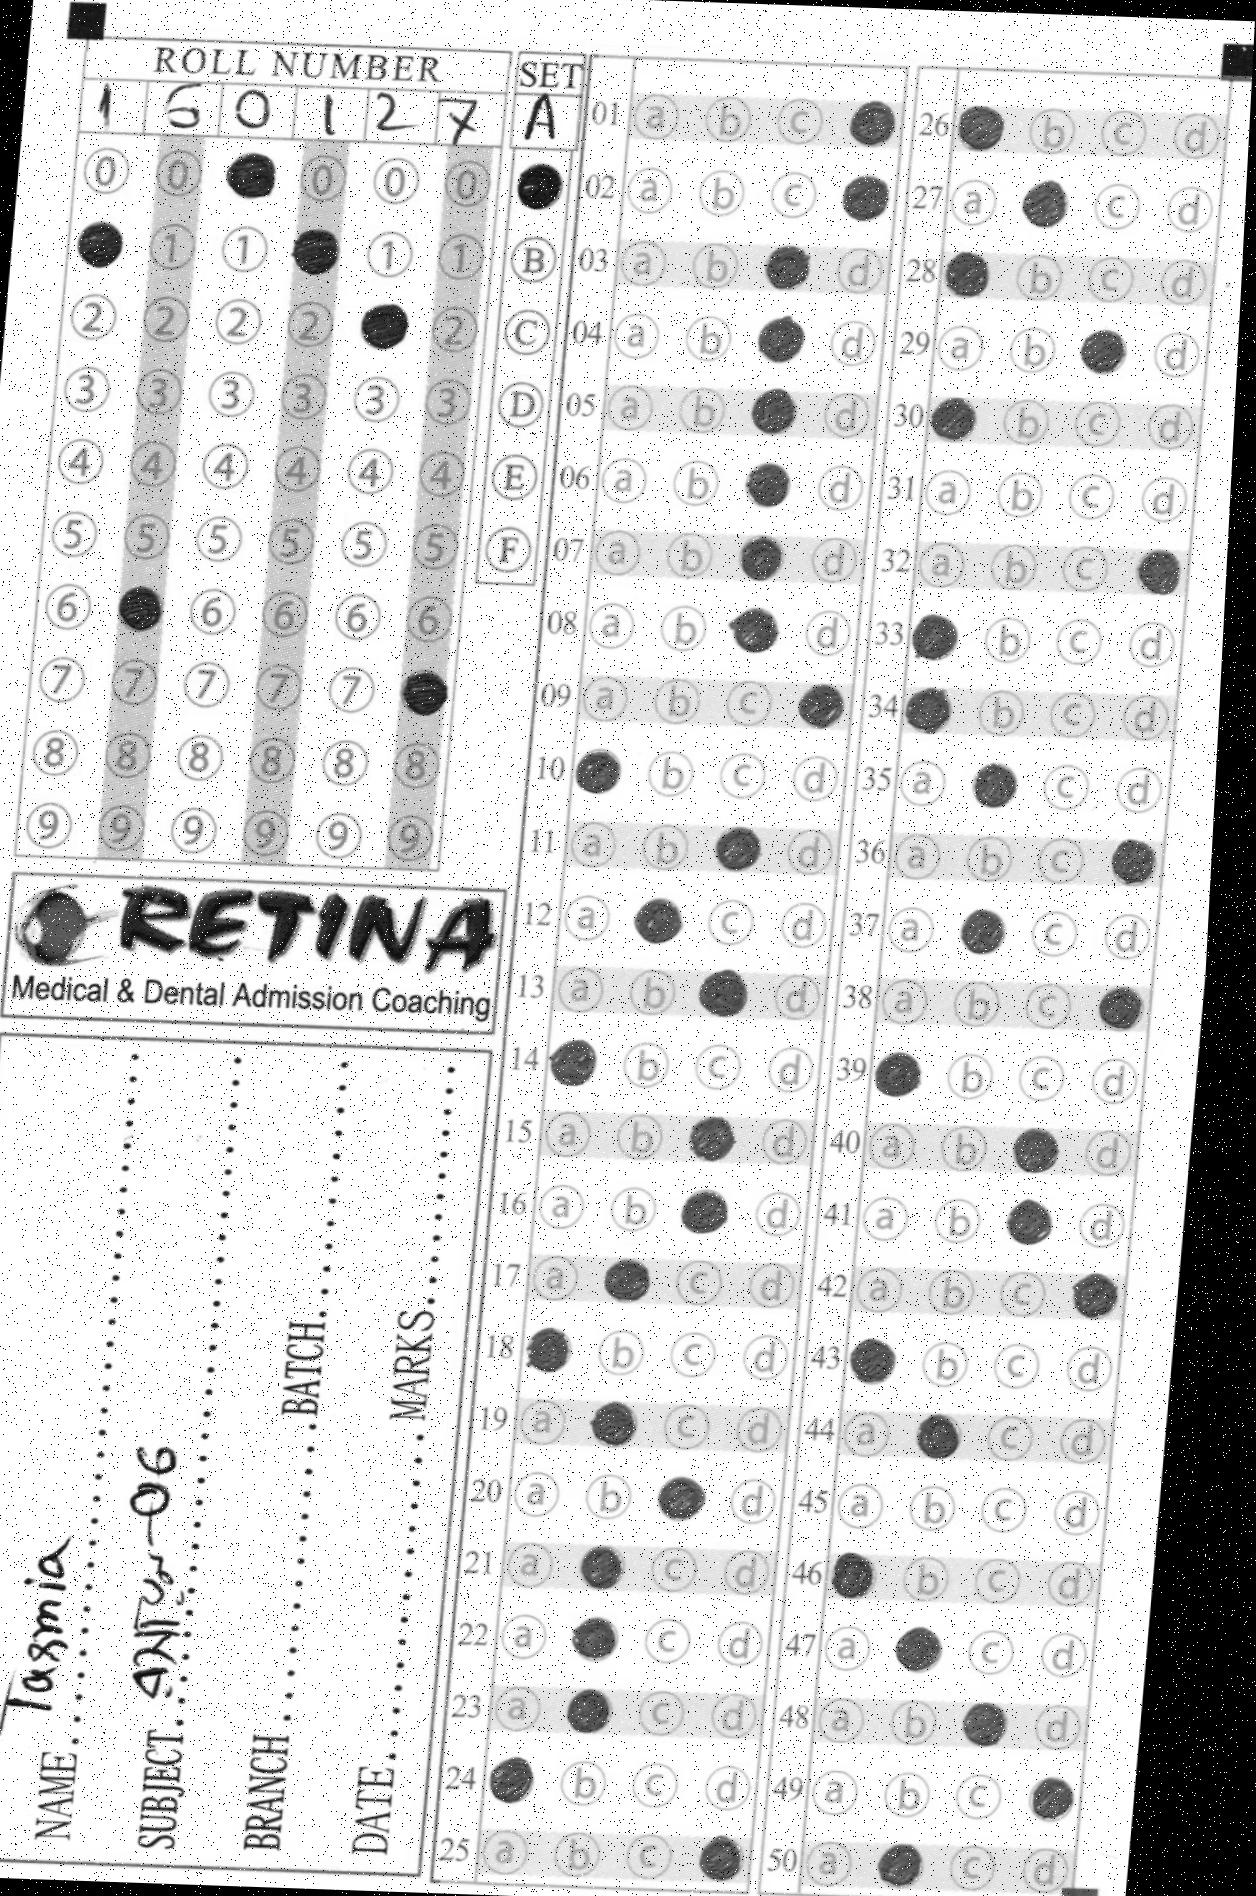 ROLL NUMBER
1 6 0 1 2 7
0 0 0 0 0
1 1 1 1
2 2 2 2 2
3 3 3 3 3 3
4 4 4 4 4 4
5 5 5 5 5 5
6 6 6 6 6
7 7 7 7 7
8 8 8 8 8 8
9 9 9 9 9 9
SET
A
B
C
D
E
F
RETINA
Medical & Dental Admission Coaching
NAME Tasmia
SUBJECT -06
BRANCH BATCH
DATE MARKS
01 a b c
02 a b c
03 a b d
04 a b d
05 a b d
06 a b d
07 a b d
08 a b d
09 a b c
10 b c d
11 a b d
12 a c d
13 a b d
14 b c d
15 a b d
16 a b d
17 a c d
18 b c d
19 a c d
20 a b d
21 a c d
22 a c d
23 a c d
24 b c d
25 a b c
26 b c d
27 a c d
28 b c d
29 a b d
30 b c d
31 a b c d
32 a b c
33 b c d
34 b c d
35 a c d
36 a b c
37 a c d
38 a b c
39 b c d
40 a b d
41 a b d
42 a b c
43 b c d
44 a c d
45 a b c d
46 b c d
47 a c d
48 a b d
49 a b c
50 a c d